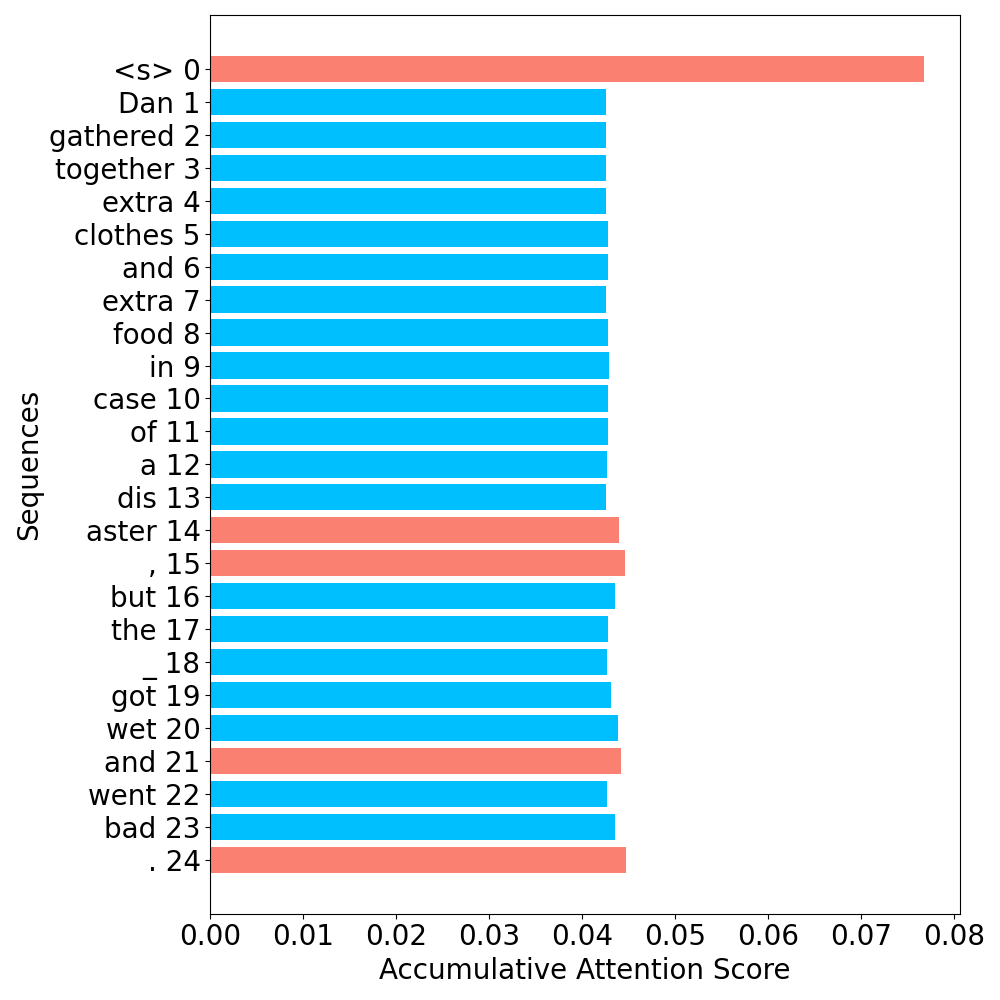 <s> 0
Dan 1
gathered 2
together 3
extra 4
clothes 5
and 6
extra 7
food 8
in 9
case 10
of 11
a 12
dis 13
aster 14
, 15
but 16
the 17
_ 18
got 19
wet 20
and 21
went 22
bad 23
. 24
Sequences
0.00 0.01 0.02 0.03 0.04 0.05 0.06 0.07 0.08
Accumulative Attention Score